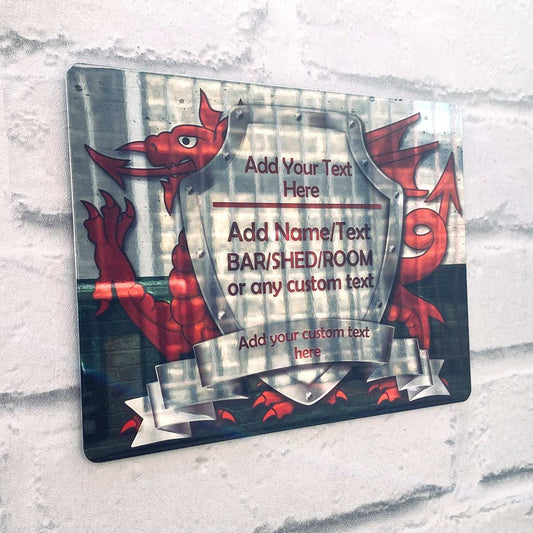 Add Your Text
Here
Add Name/Text
BAR/SHED/ROOM
or any custom text
Add your custom text
here